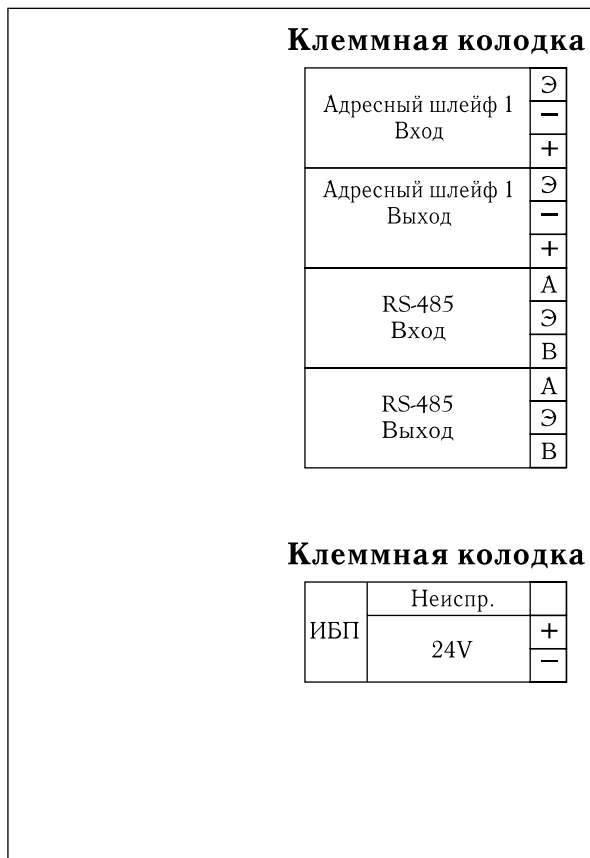 Клеммная колодка
Адресный шлейф 1
Вход
Э
−
+
Адресный шлейф 1
Выход
Э
−
+
RS-485
Вход
А
Э
В
RS-485
Выход
А
Э
В
Клеммная колодка
ИБП
Неиспр.
24V
+
−